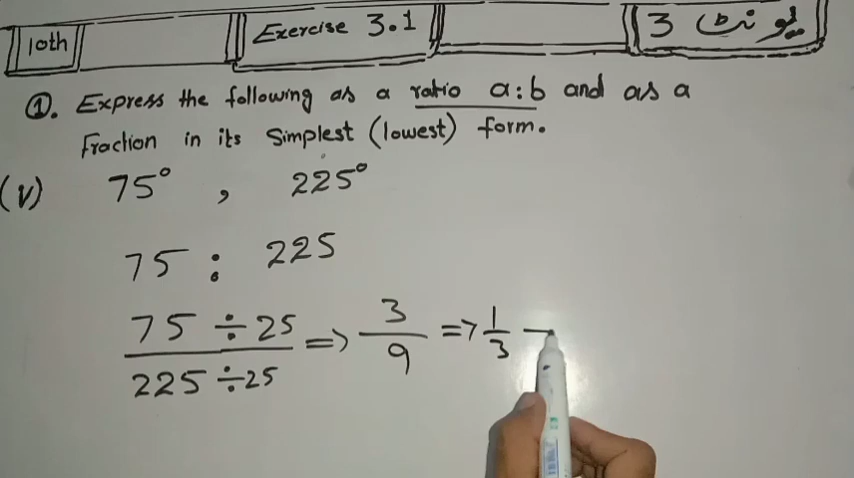 10th Exercise 3.1 یونٹ 3
①. Express the following as a ratio a:b and as a
fraction in its simplest (lowest) form.
(V) 75° , 225°
75 : 225
75 ÷ 25 / 225 ÷ 25 => 3/9 => 1/3 —